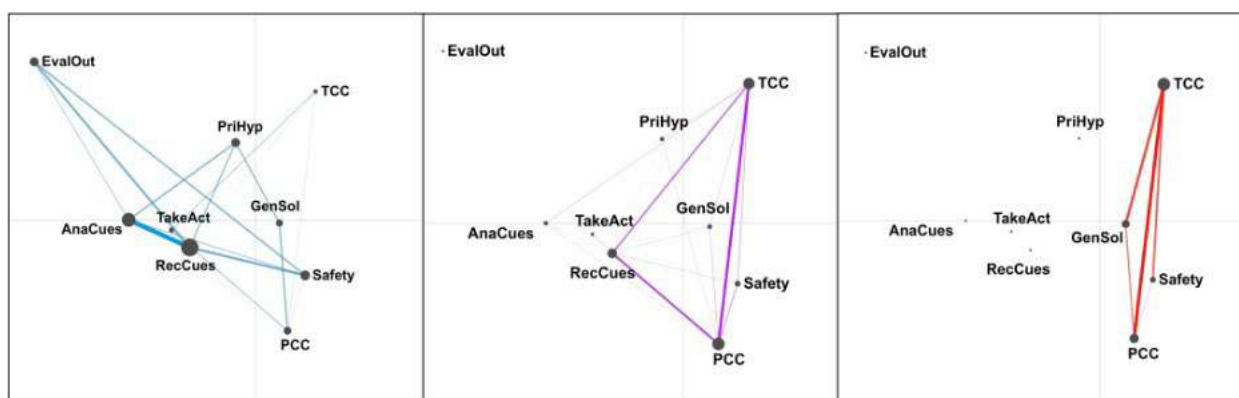 EvalOut
TCC
PriHyp
AnaCues
TakeAct
GenSol
RecCues
Safety
PCC
EvalOut
TCC
PriHyp
AnaCues
TakeAct
GenSol
RecCues
Safety
PCC
EvalOut
TCC
PriHyp
AnaCues
TakeAct
GenSol
RecCues
Safety
PCC